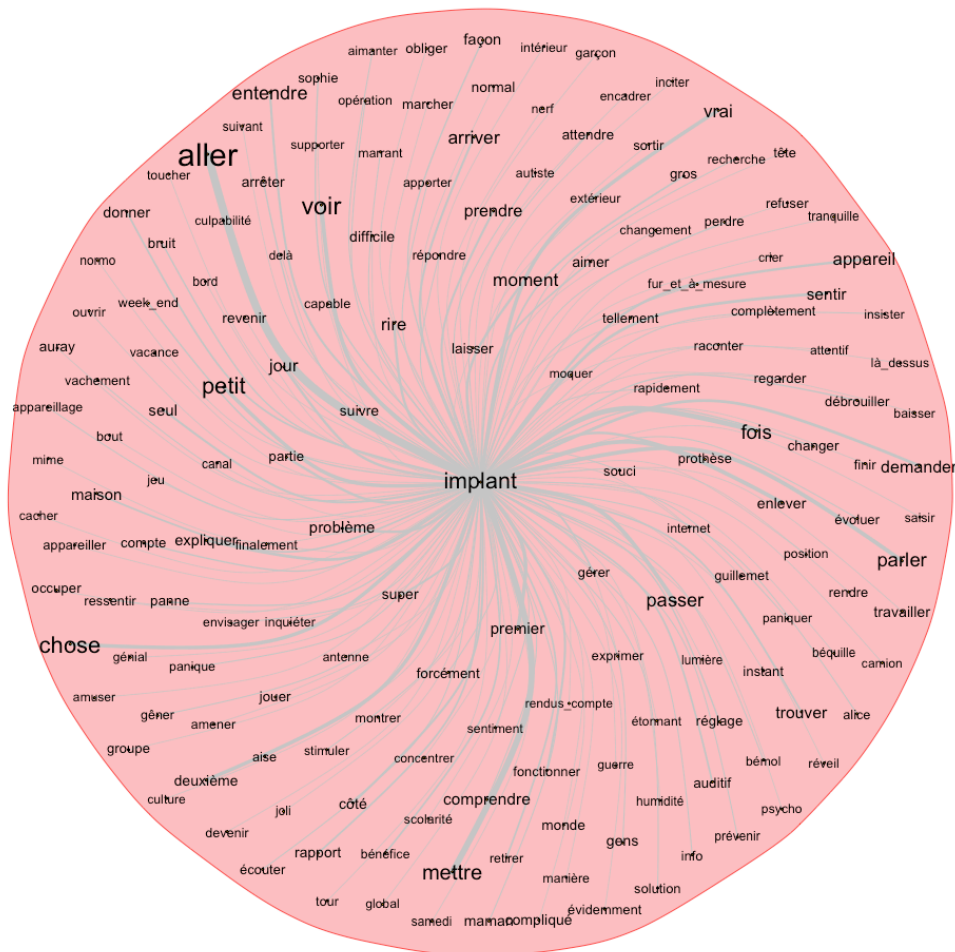 façon
aimanter
obliger
intérieur
garçon
sophie
entendre
opération
marcher
normal
encadrer
inciter
nerf
vrai
suivant
supporter
marrant
arriver
attendre
sortir
aller
tête
recherche
toucher
arrêter
apporter
autiste
gros
voir
extérieur
donner
culpabilité
prendre
refuser
tranquille
perdre
changement
bruit
difficile
normo
delà
répondre
aimer
crier
appareil
bord
moment
fur_et_à_mesure
sentir
ouvrir
week_end
capable
revenir
rire
tellement
complètement
insister
auray
vacance
laisser
raconter
attentif
là_dessus
jour
moquer
vachement
petit
rapidement
regarder
débrouiller
appareillage
seul
suivre
baisser
bout
fois
changer
mime
canal
partie
prothèse
finir
demander
jeu
implant
souci
maison
enlever
cacher
problème
internet
évoluer
saisir
appareiller
compte
expliquer
finalement
position
parler
gérer
guillemet
occuper
ressentir
panne
super
passer
rendre
travailler
envisager
inquiéter
premier
paniquer
chose
génial
panique
antenne
exprimer
lumière
béquille
camion
forcément
instant
amuser
jouer
rendus_compte
gêner
amener
montrer
étonnant
réglage
trouver
alice
sentiment
groupe
aise
stimuler
concentrer
guerre
bémol
réveil
deuxième
fonctionner
auditif
culture
joli
côté
comprendre
humidité
psycho
devenir
scolarité
monde
gens
prévenir
écouter
rapport
bénéfice
retirer
info
mettre
manière
solution
tour
global
évidemment
samedi
maman
compliqué